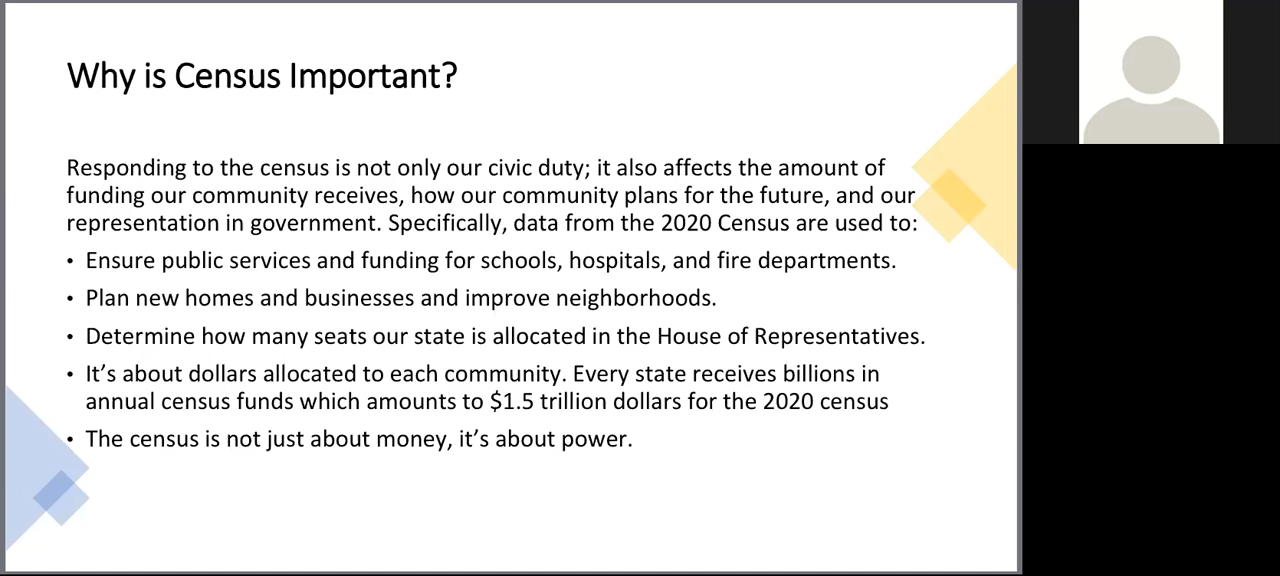 Why is Census Important?
Responding to the census is not only our civic duty; it also affects the amount of
funding our community receives, how our community plans for the future, and our
representation in government. Specifically, data from the 2020 Census are used to:
• Ensure public services and funding for schools, hospitals, and fire departments.
• Plan new homes and businesses and improve neighborhoods.
• Determine how many seats our state is allocated in the House of Representatives.
• It’s about dollars allocated to each community. Every state receives billions in
annual census funds which amounts to $1.5 trillion dollars for the 2020 census
• The census is not just about money, it’s about power.